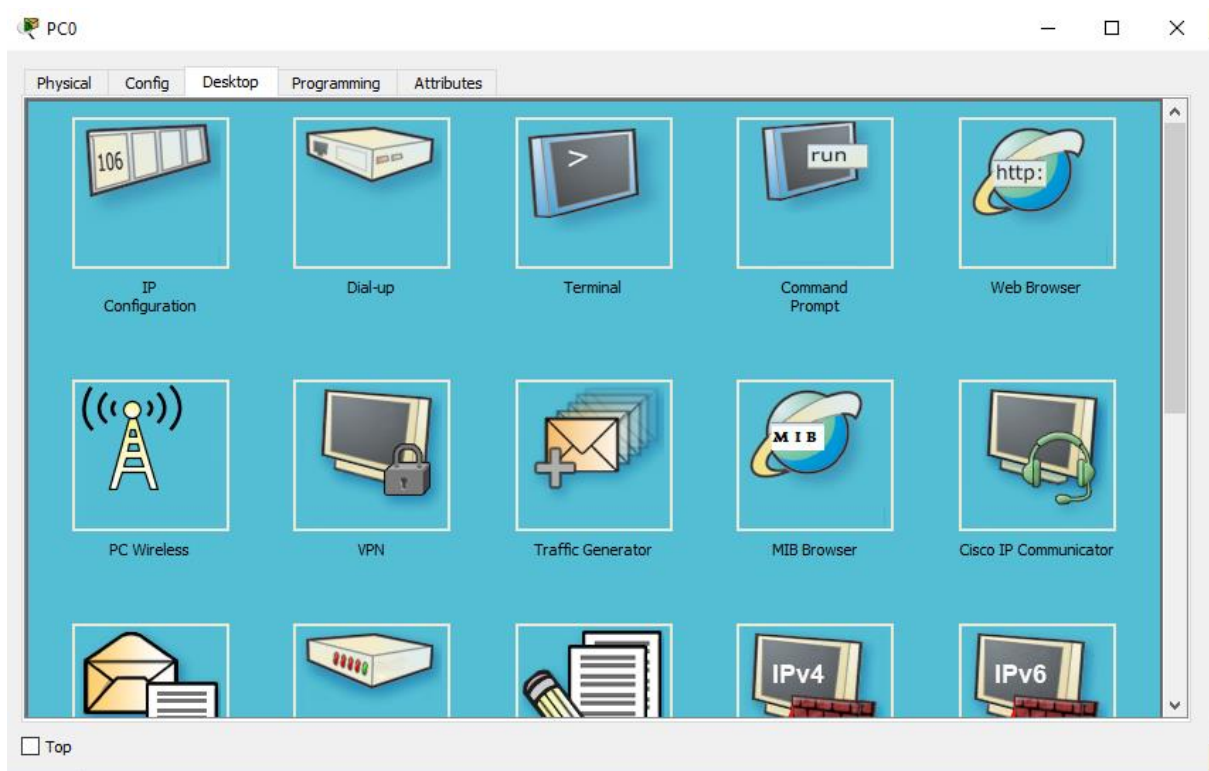 PC0
Physical Config Desktop Programming Attributes
106
>
run
http:
IP
Configuration
Dial-up
Terminal
Command
Prompt
Web Browser
MIB
PC Wireless
VPN
Traffic Generator
MIB Browser
Cisco IP Communicator
IPv4
IPv6
Top